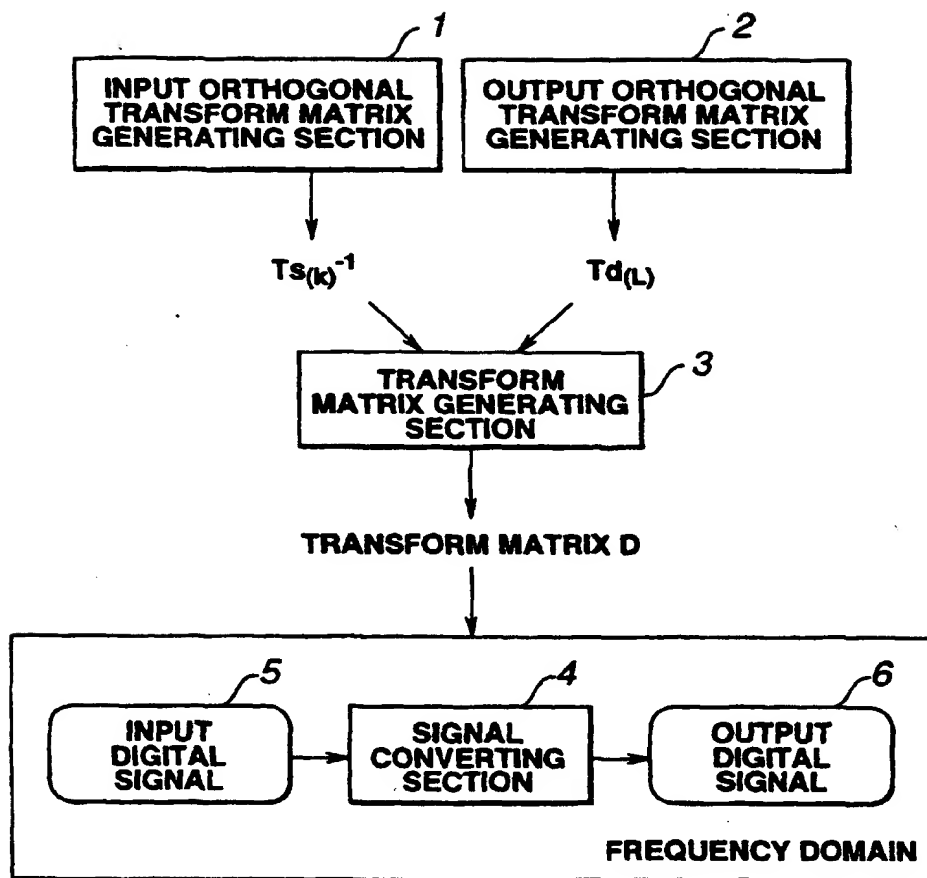 1
2
INPUT ORTHOGONAL
TRANSFORM MATRIX
GENERATING SECTION
OUTPUT ORTHOGONAL
TRANSFORM MATRIX
GENERATING SECTION
Ts(k)-1
Td(L)
3
TRANSFORM
MATRIX GENERATING
SECTION
TRANSFORM MATRIX D
5
4
6
INPUT
DIGITAL
SIGNAL
SIGNAL
CONVERTING
SECTION
OUTPUT
DIGITAL
SIGNAL
FREQUENCY DOMAIN